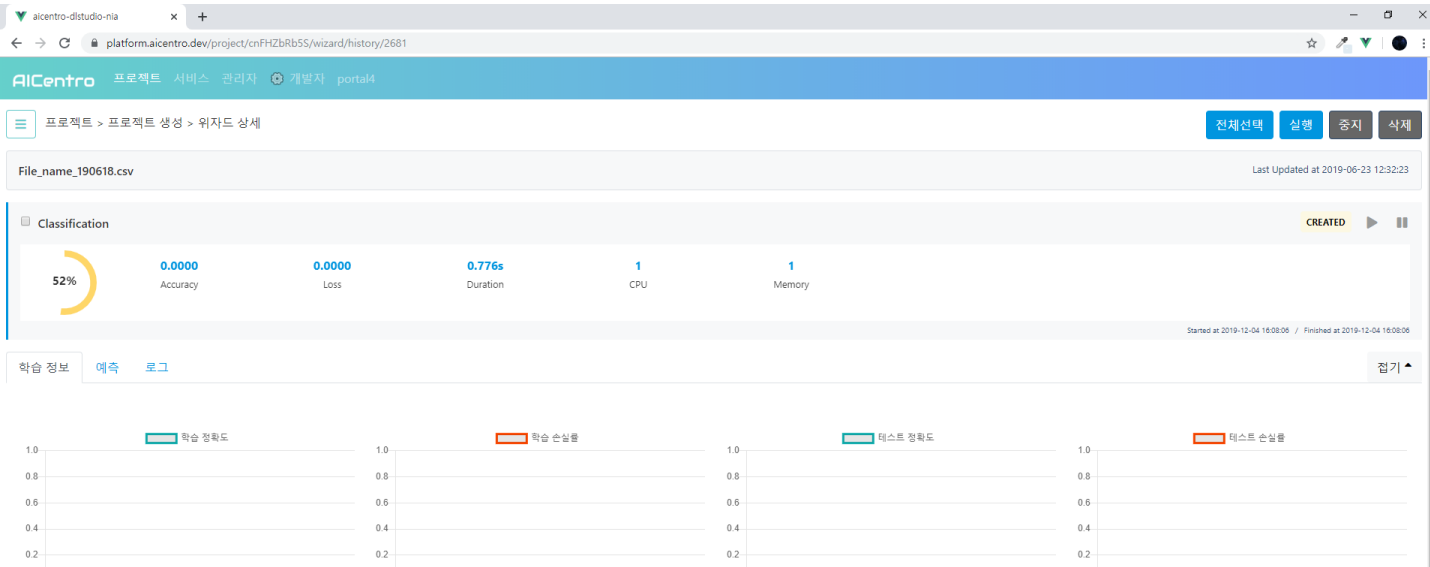 aicentro-dlstudio-nia
platform.aicentro.dev/project/cnFHZbRb5S/wizard/history/2681
AICentro 프로젝트 서비스 관리자 개발자 portal4
프로젝트 > 프로젝트 생성 > 위자드 상세 전체선택 실행 중지 삭제
File_name_190618.csv Last Updated at 2019-06-23 12:32:23
Classification CREATED
52% 0.0000 0.0000 0.776s 1 1
Accuracy Loss Duration CPU Memory
Started at 2019-12-04 16:08:06 / Finished at 2019-12-04 16:08:06
학습 정보 예측 로그 접기
학습 정확도 학습 손실률 테스트 정확도 테스트 손실률
1.0 1.0 1.0 1.0
0.8 0.8 0.8 0.8
0.6 0.6 0.6 0.6
0.4 0.4 0.4 0.4
0.2 0.2 0.2 0.2